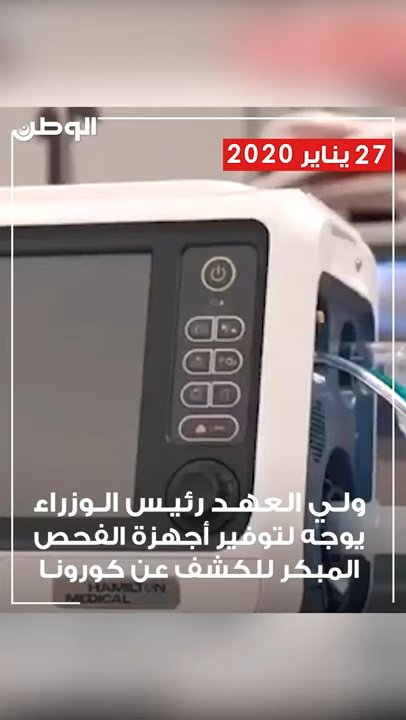 الوطن
27 يناير 2020
ولي العهد رئيس الوزراء
يوجه لتوفير أجهزة الفحص
المبكر للكشف عن كورونا
HAMILTON
MEDICAL